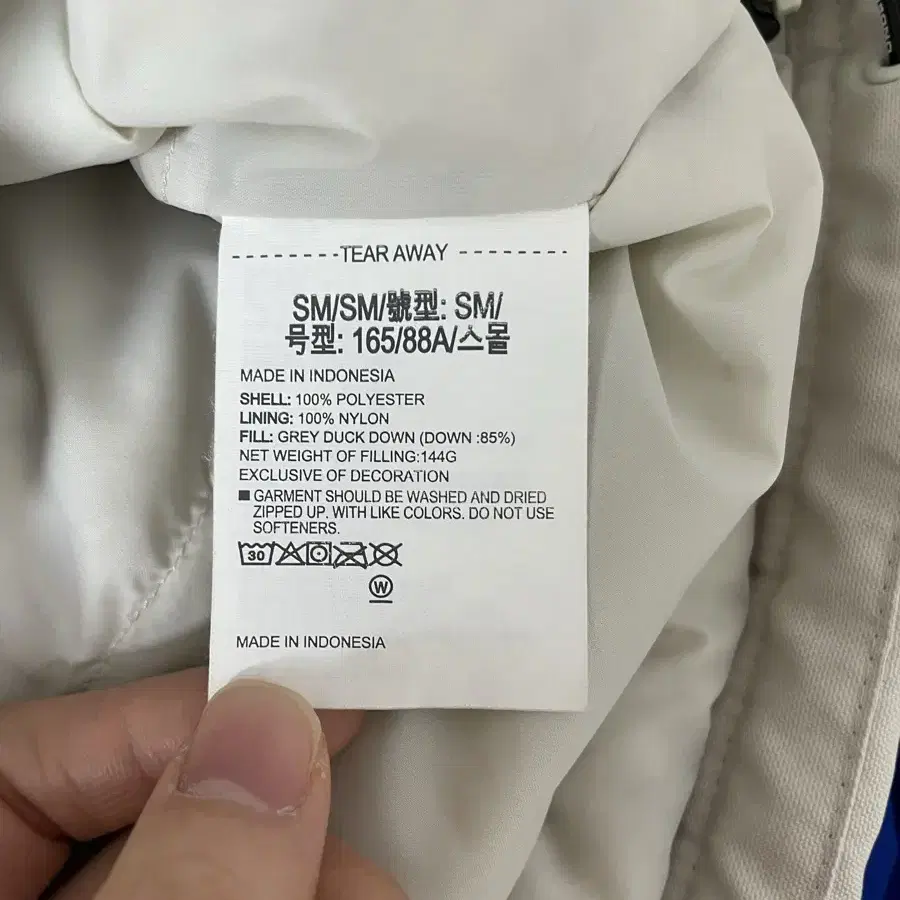 --------TEAR AWAY --------
SM/SM/號型: SM/
号型: 165/88A/스몰
MADE IN INDONESIA
SHELL: 100% POLYESTER
LINING: 100% NYLON
FILL: GREY DUCK DOWN (DOWN :85%)
NET WEIGHT OF FILLING:144G
EXCLUSIVE OF DECORATION
■ GARMENT SHOULD BE WASHED AND DRIED
ZIPPED UP. WITH LIKE COLORS. DO NOT USE
SOFTENERS.
30
W
MADE IN INDONESIA